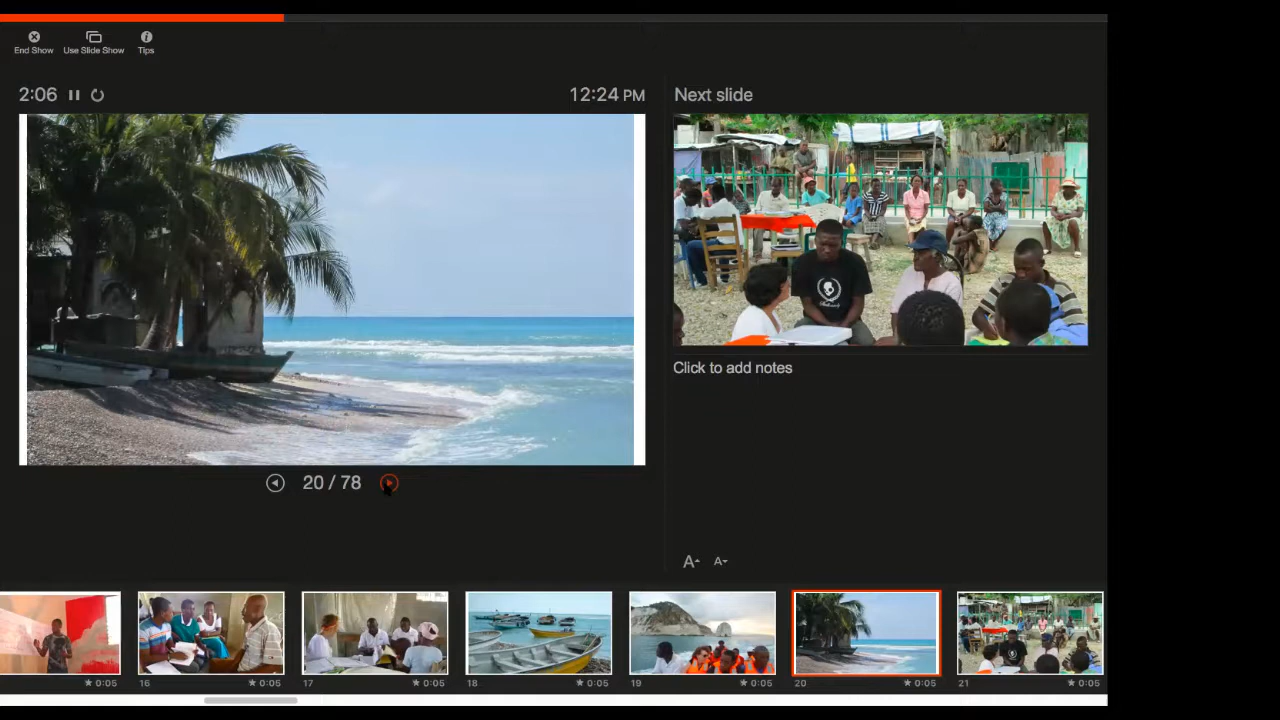 End Show
Use Slide Show
Tips
2:06
12:24 PM
Next slide
Click to add notes
20 / 78
A
A
16
0:05
17
0:05
18
0:05
19
0:05
20
0:05
21
0:05
0:05